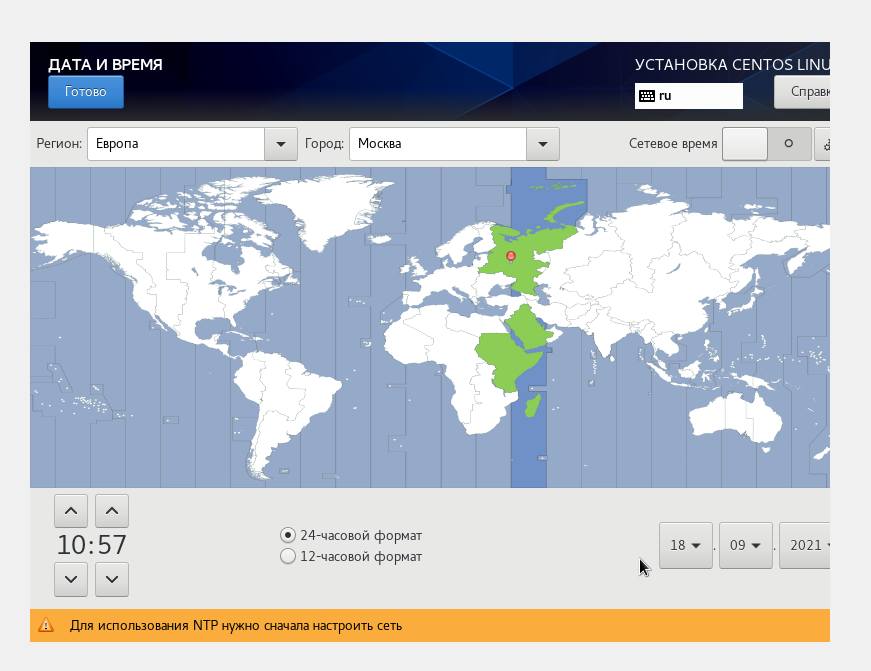 ДАТА И ВРЕМЯ
УСТАНОВКА CENTOS LINU
Готово
ru
Справк
Регион:
Европа
Город:
Москва
Сетевое время
10:57
24-часовой формат
12-часовой формат
18 . 09 . 2021
Для использования NTP нужно сначала настроить сеть